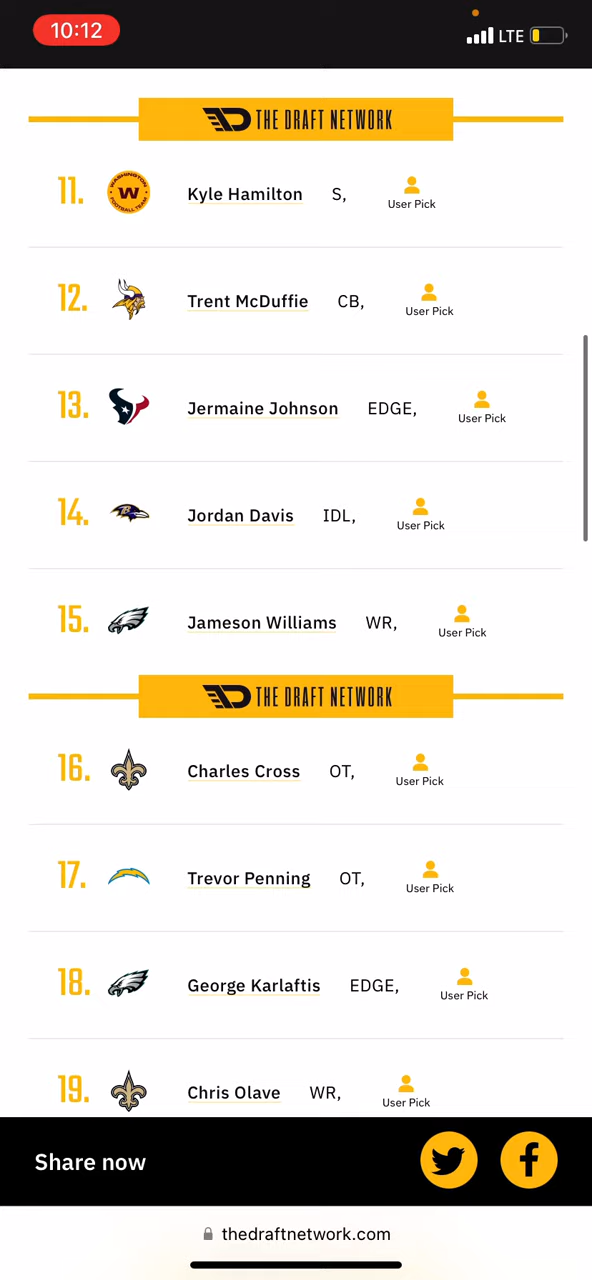 10:12
LTE
THE DRAFT NETWORK
11. WASHINGTON W FOOTBALL TEAM Kyle Hamilton S, User Pick
12. Trent McDuffie CB, User Pick
13. Jermaine Johnson EDGE, User Pick
14. B Jordan Davis IDL, User Pick
15. Jameson Williams WR, User Pick
THE DRAFT NETWORK
16. Charles Cross OT, User Pick
17. Trevor Penning OT, User Pick
18. George Karlaftis EDGE, User Pick
19. Chris Olave WR, User Pick
Share now
thedraftnetwork.com